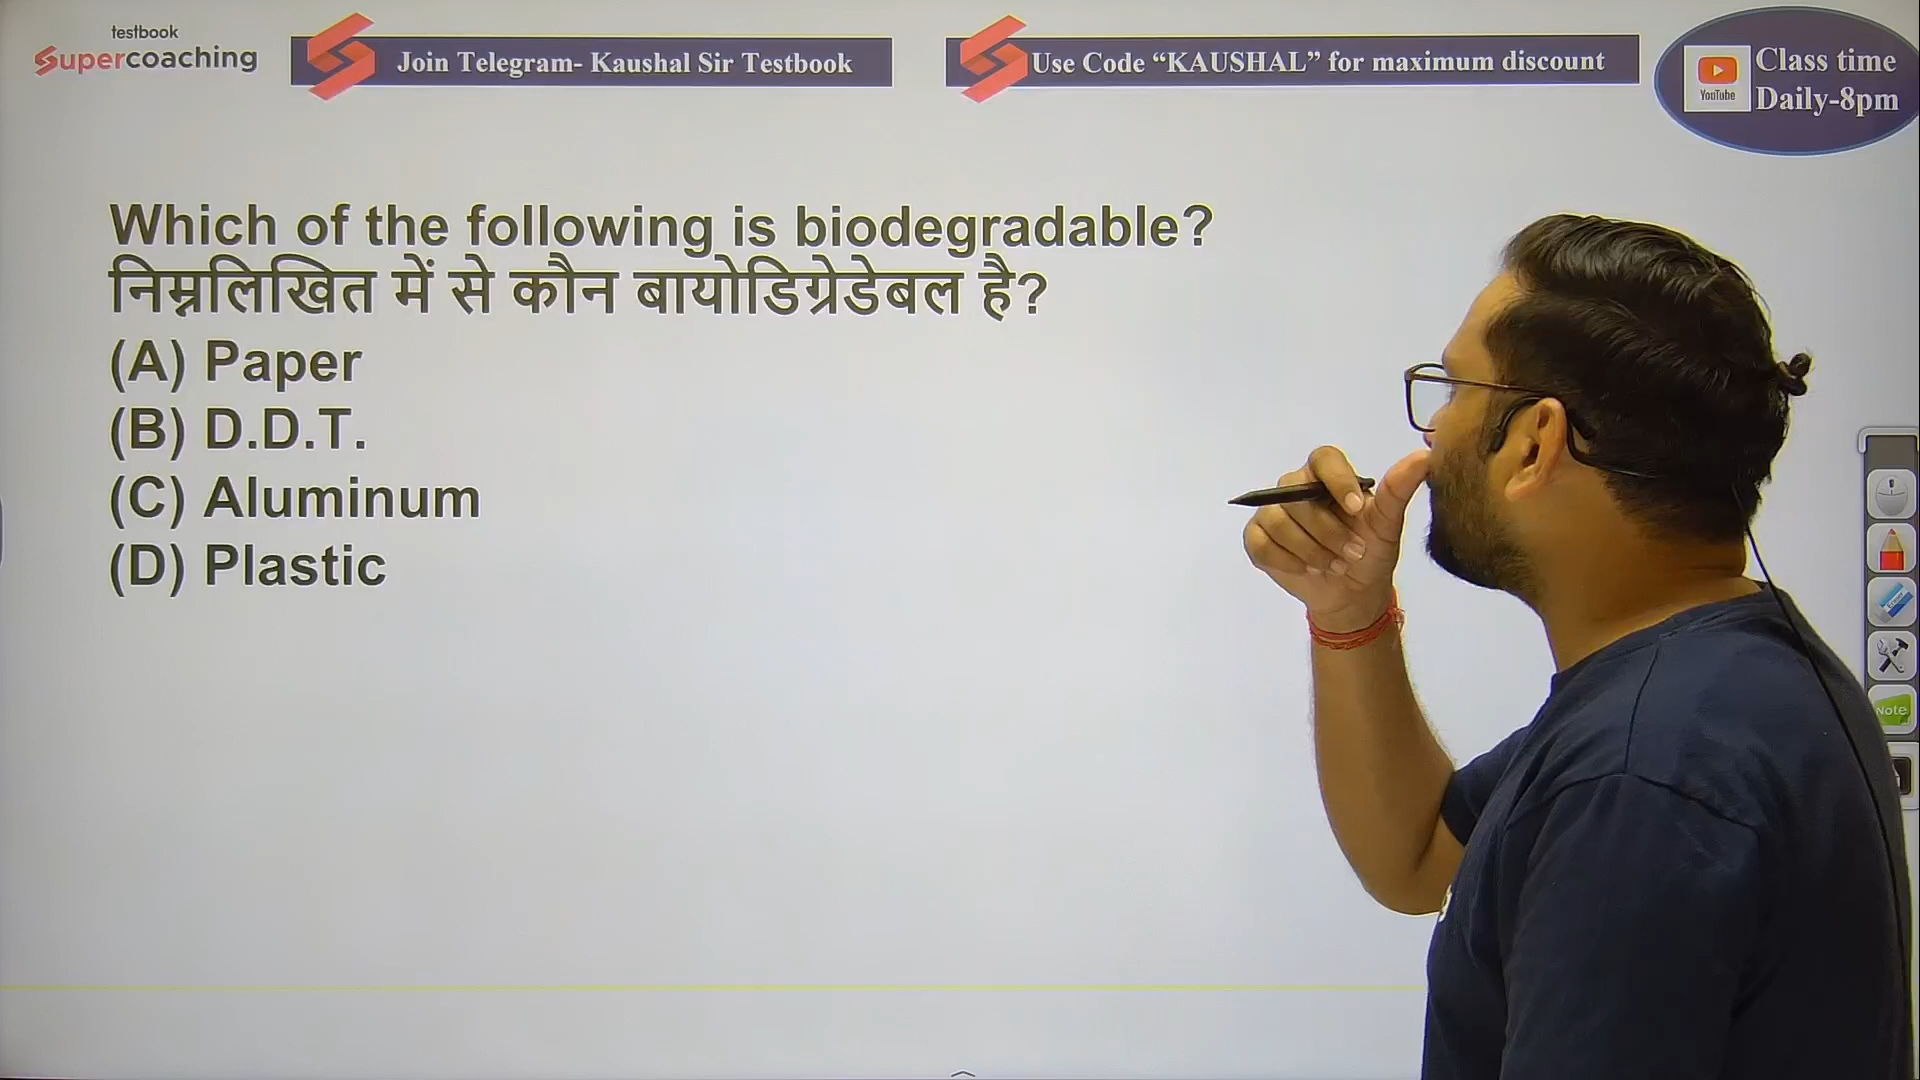 testbook
Supercoaching
Join Telegram- Kaushal Sir Testbook
Use Code “KAUSHAL” for maximum discount
YouTube
Class time
Daily-8pm
Which of the following is biodegradable?
निम्नलिखित में से कौन बायोडिग्रेडेबल है?
(A) Paper
(B) D.D.T.
(C) Aluminum
(D) Plastic
Note